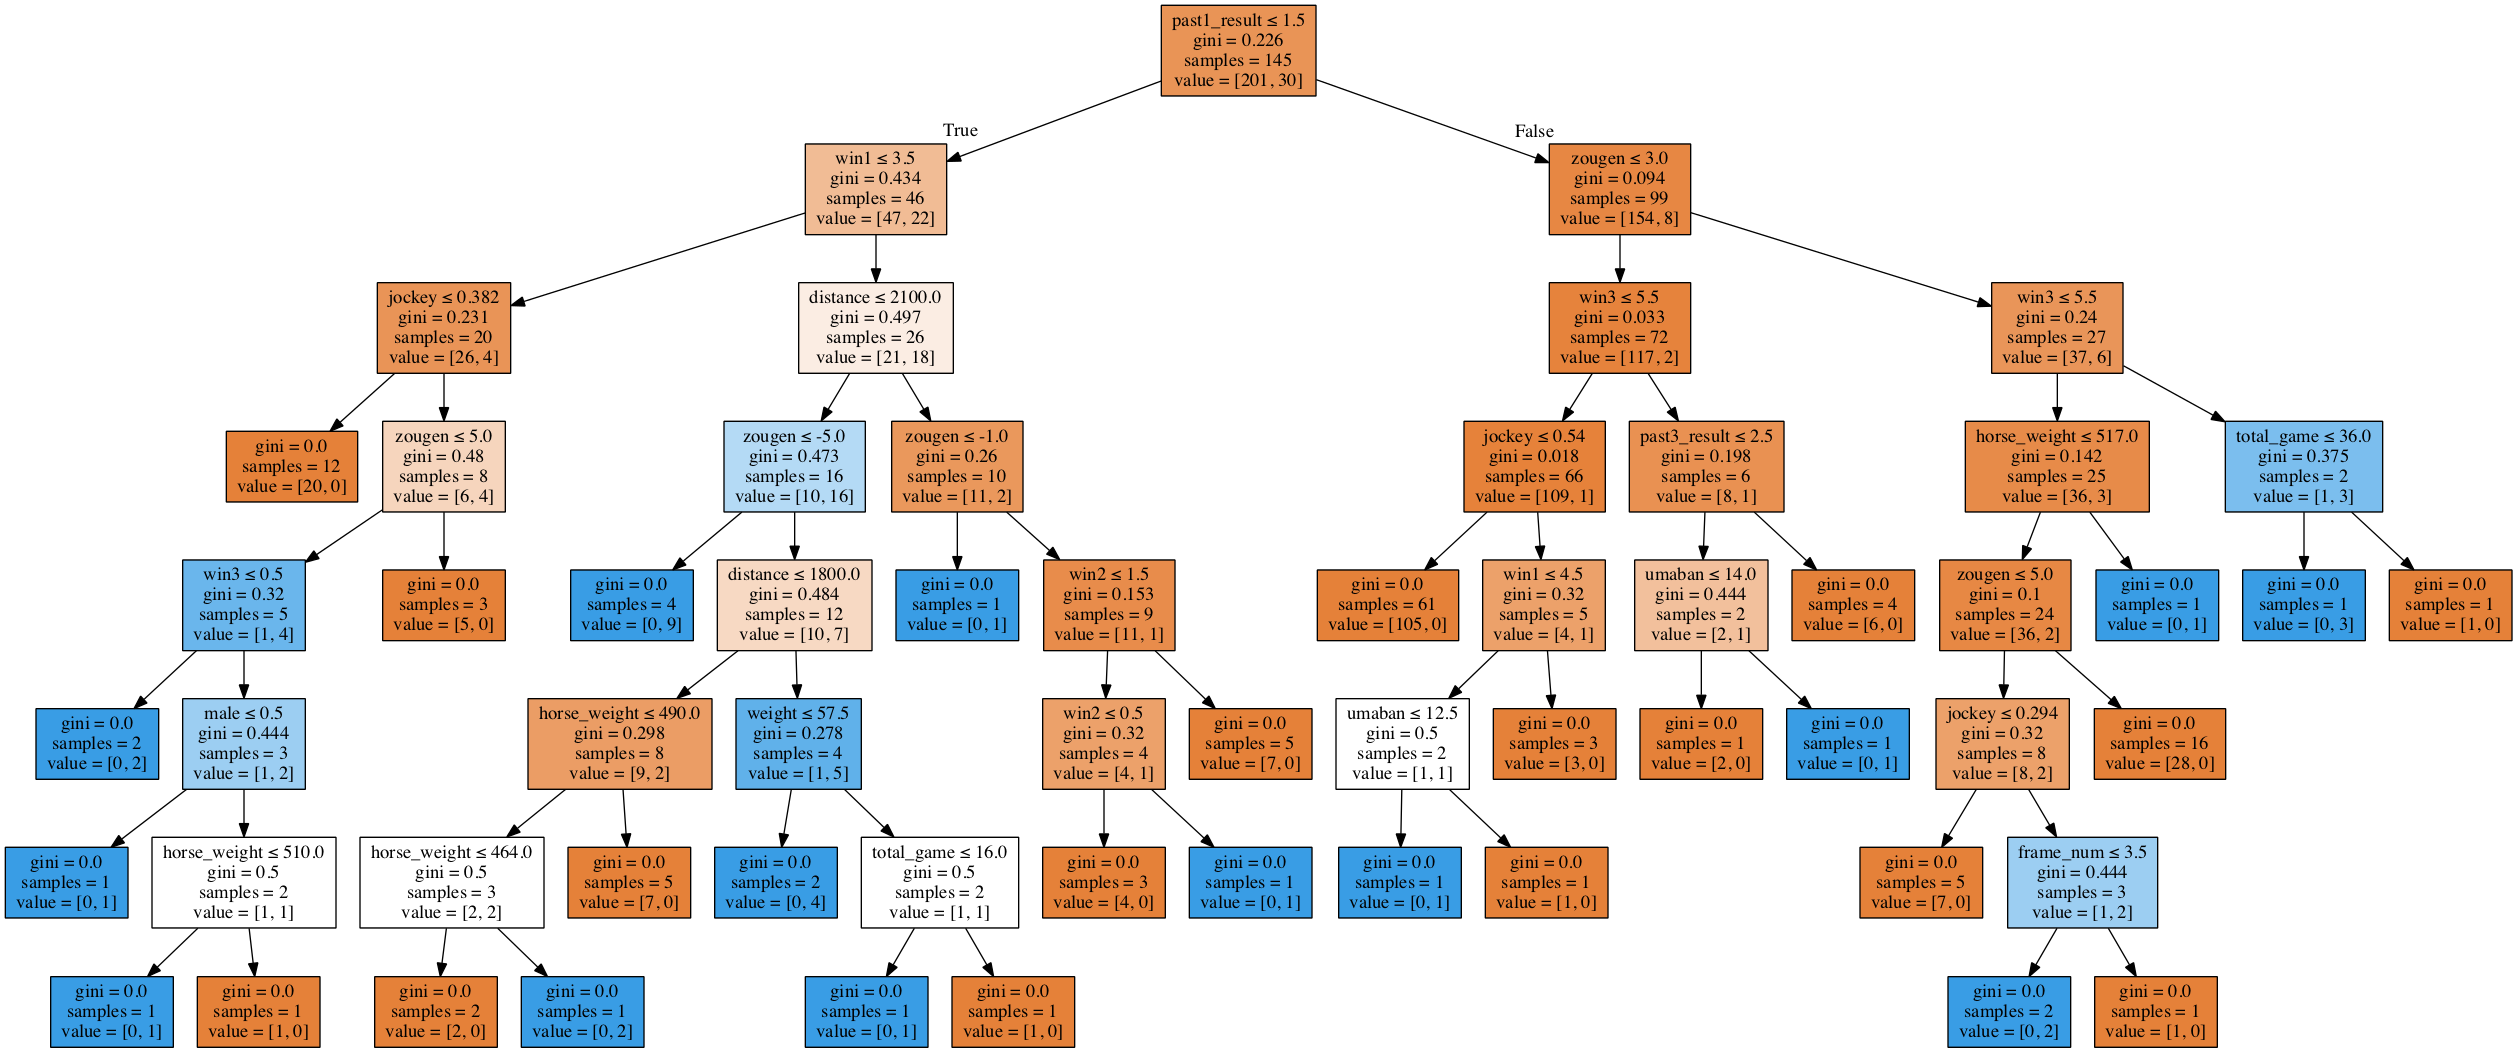 past1_result ≤ 1.5
gini = 0.226
samples = 145
value = [201, 30]
True
False
win1 ≤ 3.5
gini = 0.434
samples = 46
value = [47, 22]
zougen ≤ 3.0
gini = 0.094
samples = 99
value = [154, 8]
jockey ≤ 0.382
gini = 0.231
samples = 20
value = [26, 4]
distance ≤ 2100.0
gini = 0.497
samples = 26
value = [21, 18]
win3 ≤ 5.5
gini = 0.033
samples = 72
value = [117, 2]
win3 ≤ 5.5
gini = 0.24
samples = 27
value = [37, 6]
gini = 0.0
samples = 12
value = [20, 0]
zougen ≤ 5.0
gini = 0.48
samples = 8
value = [6, 4]
zougen ≤ -5.0
gini = 0.473
samples = 16
value = [10, 16]
zougen ≤ -1.0
gini = 0.26
samples = 10
value = [11, 2]
jockey ≤ 0.54
gini = 0.018
samples = 66
value = [109, 1]
past3_result ≤ 2.5
gini = 0.198
samples = 6
value = [8, 1]
horse_weight ≤ 517.0
gini = 0.142
samples = 25
value = [36, 3]
total_game ≤ 36.0
gini = 0.375
samples = 2
value = [1, 3]
win3 ≤ 0.5
gini = 0.32
samples = 5
value = [1, 4]
gini = 0.0
samples = 3
value = [5, 0]
gini = 0.0
samples = 4
value = [0, 9]
distance ≤ 1800.0
gini = 0.484
samples = 12
value = [10, 7]
gini = 0.0
samples = 1
value = [0, 1]
win2 ≤ 1.5
gini = 0.153
samples = 9
value = [11, 1]
gini = 0.0
samples = 61
value = [105, 0]
win1 ≤ 4.5
gini = 0.32
samples = 5
value = [4, 1]
umaban ≤ 14.0
gini = 0.444
samples = 2
value = [2, 1]
gini = 0.0
samples = 4
value = [6, 0]
zougen ≤ 5.0
gini = 0.1
samples = 24
value = [36, 2]
gini = 0.0
samples = 1
value = [0, 1]
gini = 0.0
samples = 1
value = [0, 3]
gini = 0.0
samples = 1
value = [1, 0]
gini = 0.0
samples = 2
value = [0, 2]
male ≤ 0.5
gini = 0.444
samples = 3
value = [1, 2]
horse_weight ≤ 490.0
gini = 0.298
samples = 8
value = [9, 2]
weight ≤ 57.5
gini = 0.278
samples = 4
value = [1, 5]
win2 ≤ 0.5
gini = 0.32
samples = 4
value = [4, 1]
gini = 0.0
samples = 5
value = [7, 0]
umaban ≤ 12.5
gini = 0.5
samples = 2
value = [1, 1]
gini = 0.0
samples = 3
value = [3, 0]
gini = 0.0
samples = 1
value = [2, 0]
gini = 0.0
samples = 1
value = [0, 1]
jockey ≤ 0.294
gini = 0.32
samples = 8
value = [8, 2]
gini = 0.0
samples = 16
value = [28, 0]
gini = 0.0
samples = 1
value = [0, 1]
horse_weight ≤ 510.0
gini = 0.5
samples = 2
value = [1, 1]
horse_weight ≤ 464.0
gini = 0.5
samples = 3
value = [2, 2]
gini = 0.0
samples = 5
value = [7, 0]
gini = 0.0
samples = 2
value = [0, 4]
total_game ≤ 16.0
gini = 0.5
samples = 2
value = [1, 1]
gini = 0.0
samples = 3
value = [4, 0]
gini = 0.0
samples = 1
value = [0, 1]
gini = 0.0
samples = 1
value = [0, 1]
gini = 0.0
samples = 1
value = [1, 0]
gini = 0.0
samples = 5
value = [7, 0]
frame_num ≤ 3.5
gini = 0.444
samples = 3
value = [1, 2]
gini = 0.0
samples = 1
value = [0, 1]
gini = 0.0
samples = 1
value = [1, 0]
gini = 0.0
samples = 2
value = [2, 0]
gini = 0.0
samples = 1
value = [0, 2]
gini = 0.0
samples = 1
value = [0, 1]
gini = 0.0
samples = 1
value = [1, 0]
gini = 0.0
samples = 2
value = [0, 2]
gini = 0.0
samples = 1
value = [1, 0]